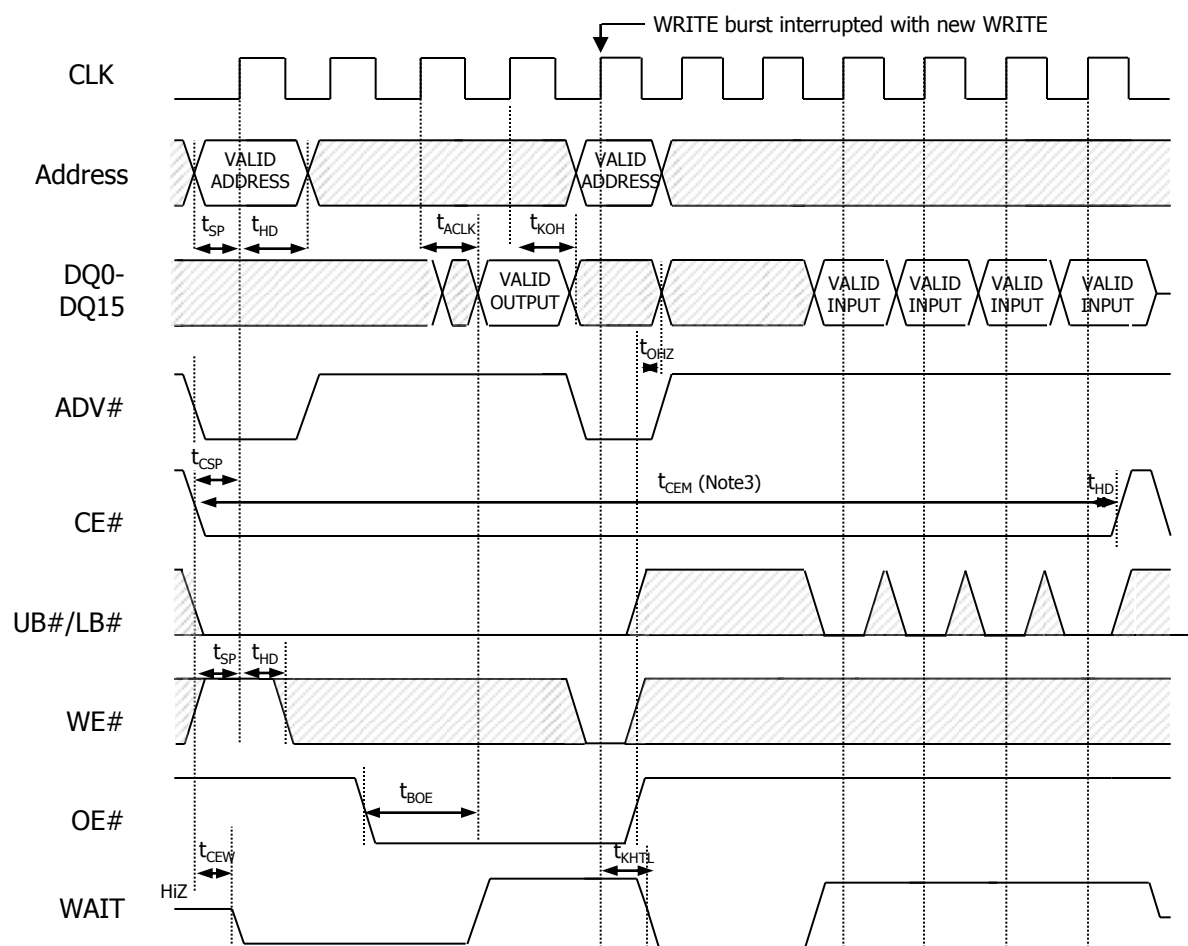 WRITE burst interrupted with new WRITE
CLK
Address
VALID
ADDRESS
VALID
ADDRESS
tSP
tHD
tACLK
tKOH
DQ0-
DQ15
VALID
OUTPUT
VALID
INPUT
VALID
INPUT
VALID
INPUT
VALID
INPUT
tOHZ
ADV#
tCSP
tCEM (Note3)
tHD
CE#
UB#/LB#
tSP
tHD
WE#
tBOE
OE#
tCEW
tKHTL
HiZ
WAIT